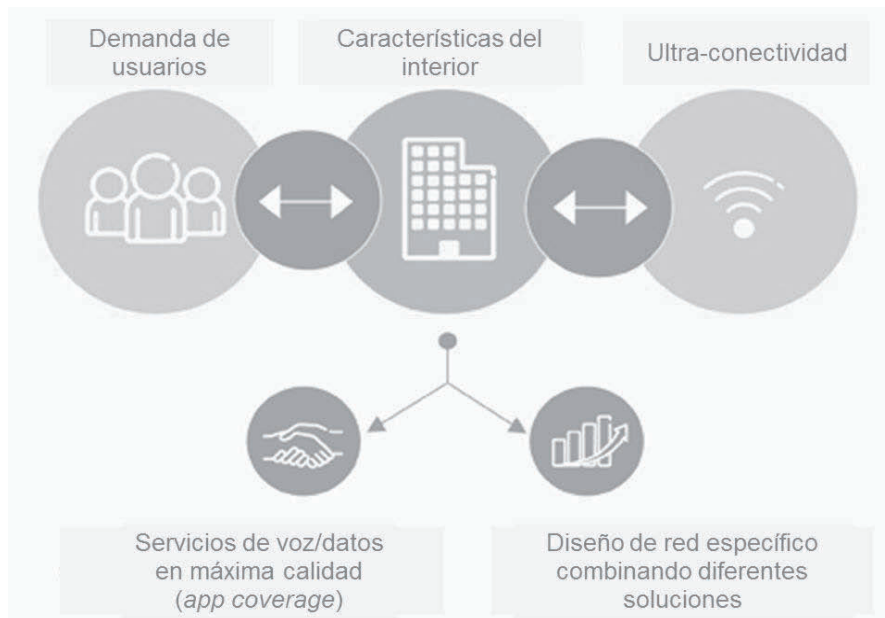 Demanda de
usuarios
Características del
interior
Ultra-conectividad
Servicios de voz/datos
en máxima calidad
(app coverage)
Diseño de red específico
combinando diferentes
soluciones